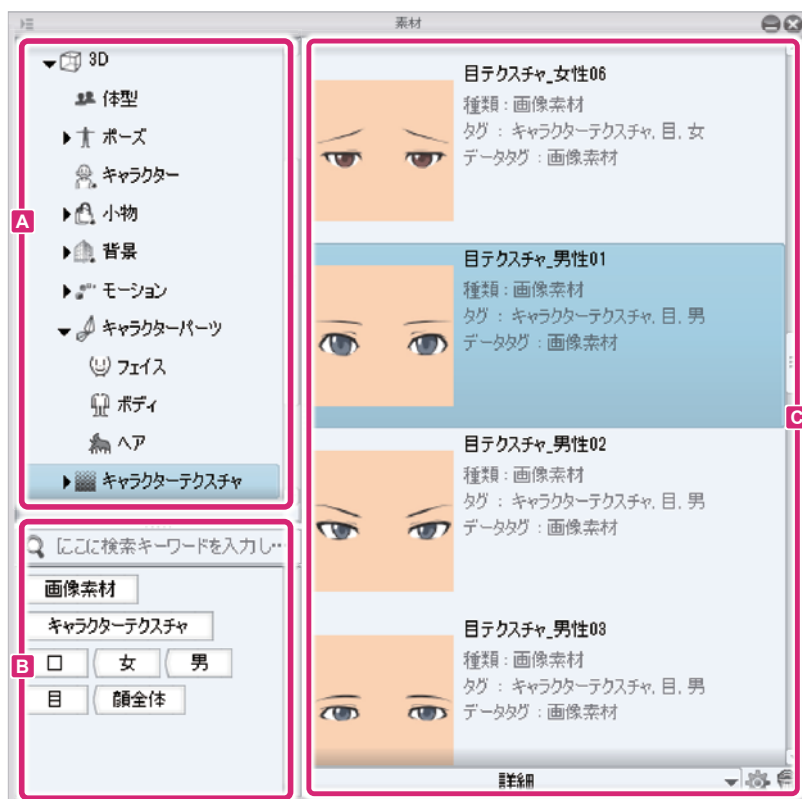 素材
3D
体型
ポーズ
キャラクター
A
小物
背景
モーション
キャラクターパーツ
フェイス
ボディ
ヘア
キャラクターテクスチャ
[ここに検索キーワードを入力し…
画像素材
キャラクターテクスチャ
B
口 女 男
目 顔全体
目テクスチャ_女性06
種類:画像素材
タグ : キャラクターテクスチャ, 目, 女
データタグ:画像素材
目テクスチャ_男性01
種類:画像素材
タグ : キャラクターテクスチャ, 目, 男
データタグ:画像素材
C
目テクスチャ_男性02
種類:画像素材
タグ : キャラクターテクスチャ, 目, 男
データタグ:画像素材
目テクスチャ_男性03
種類:画像素材
タグ : キャラクターテクスチャ, 目, 男
データタグ:画像素材
詳細